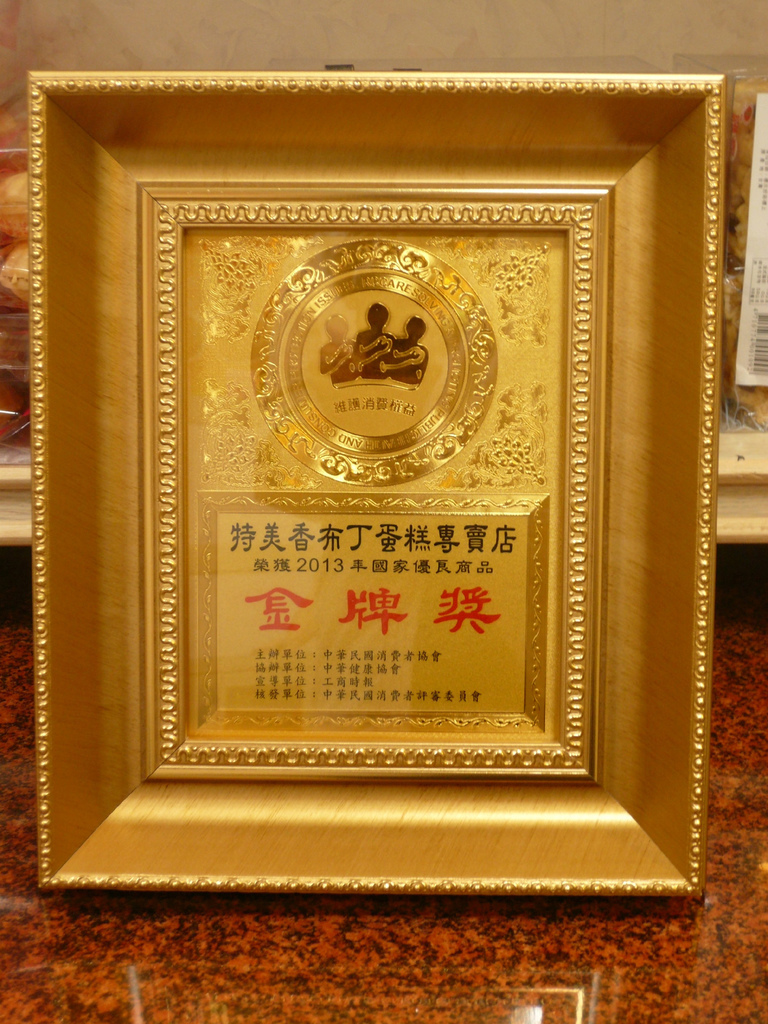 維護消費權益
特美香布丁蛋糕專賣店
榮獲2013年國家優良商品
金牌獎
主辦單位：中華民國消費者協會
協辦單位：中華健康協會
宣導單位：工商時報
核發單位：中華民國消費者評審委員會